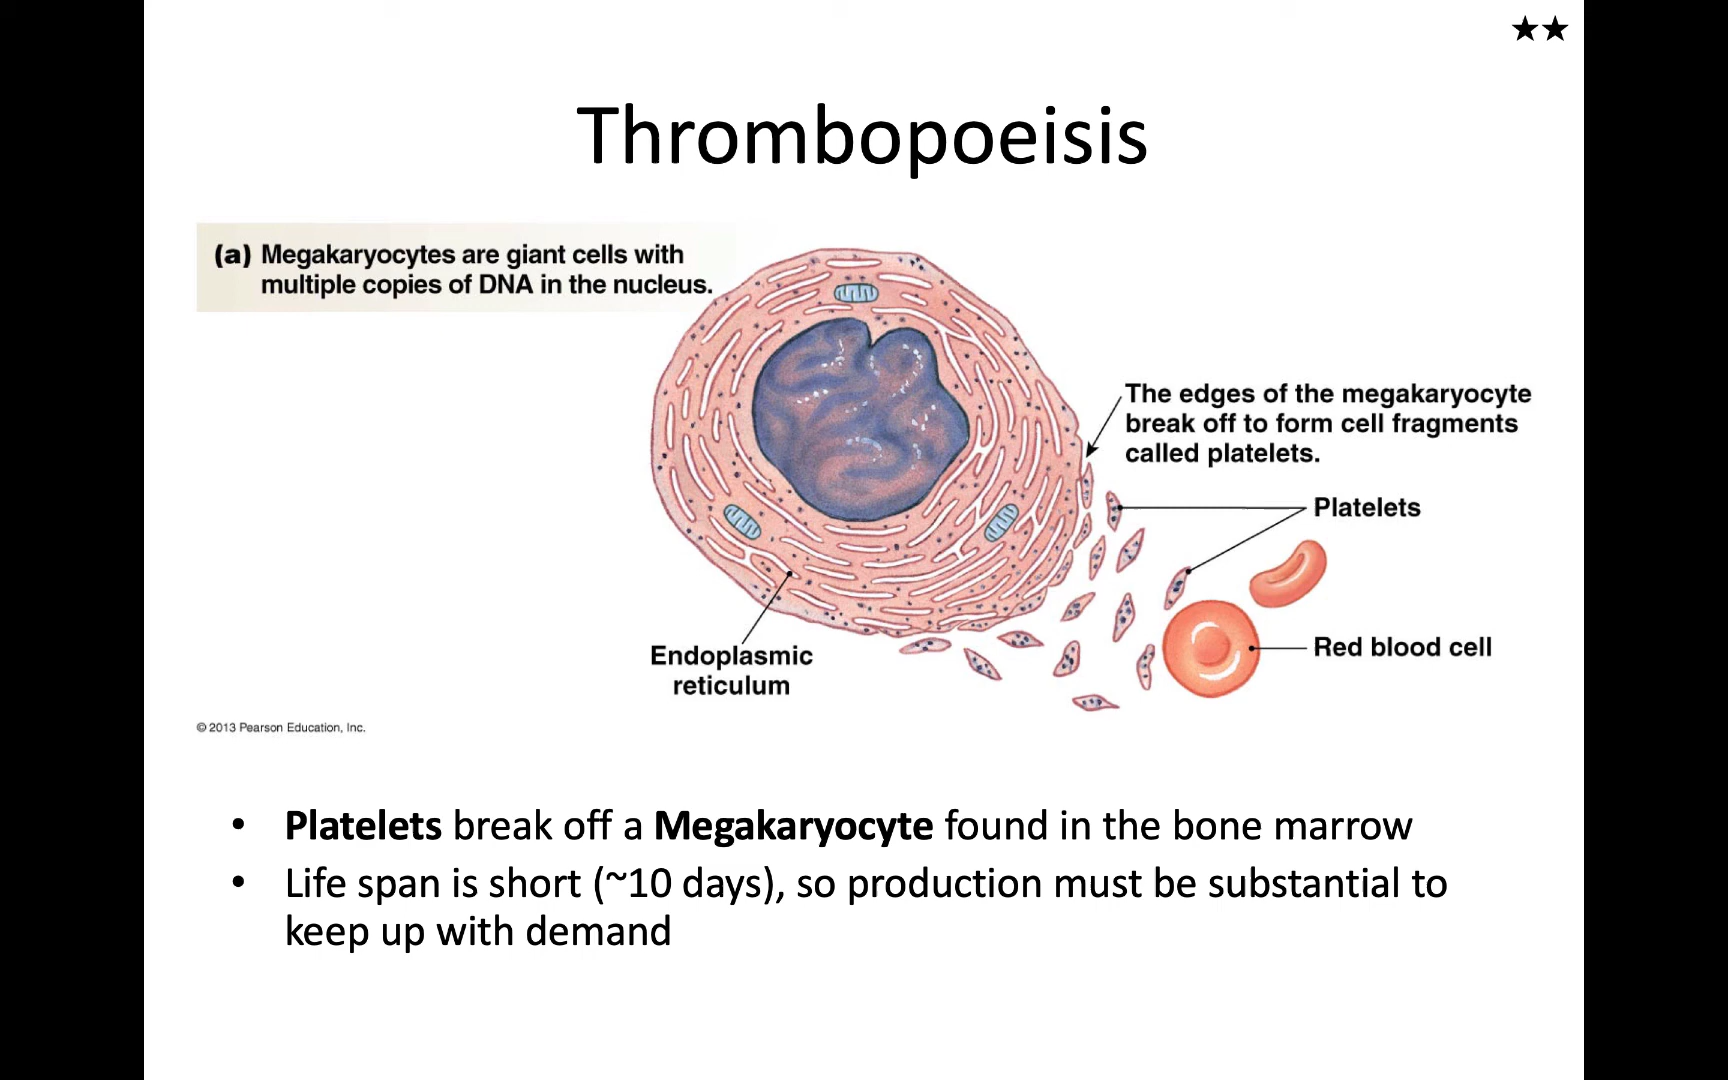 ★★
Thrombopoeisis
(a) Megakaryocytes are giant cells with
multiple copies of DNA in the nucleus.
The edges of the megakaryocyte
break off to form cell fragments
called platelets.
Platelets
Red blood cell
Endoplasmic
reticulum
© 2013 Pearson Education, Inc.
• Platelets break off a Megakaryocyte found in the bone marrow
• Life span is short (~10 days), so production must be substantial to
keep up with demand